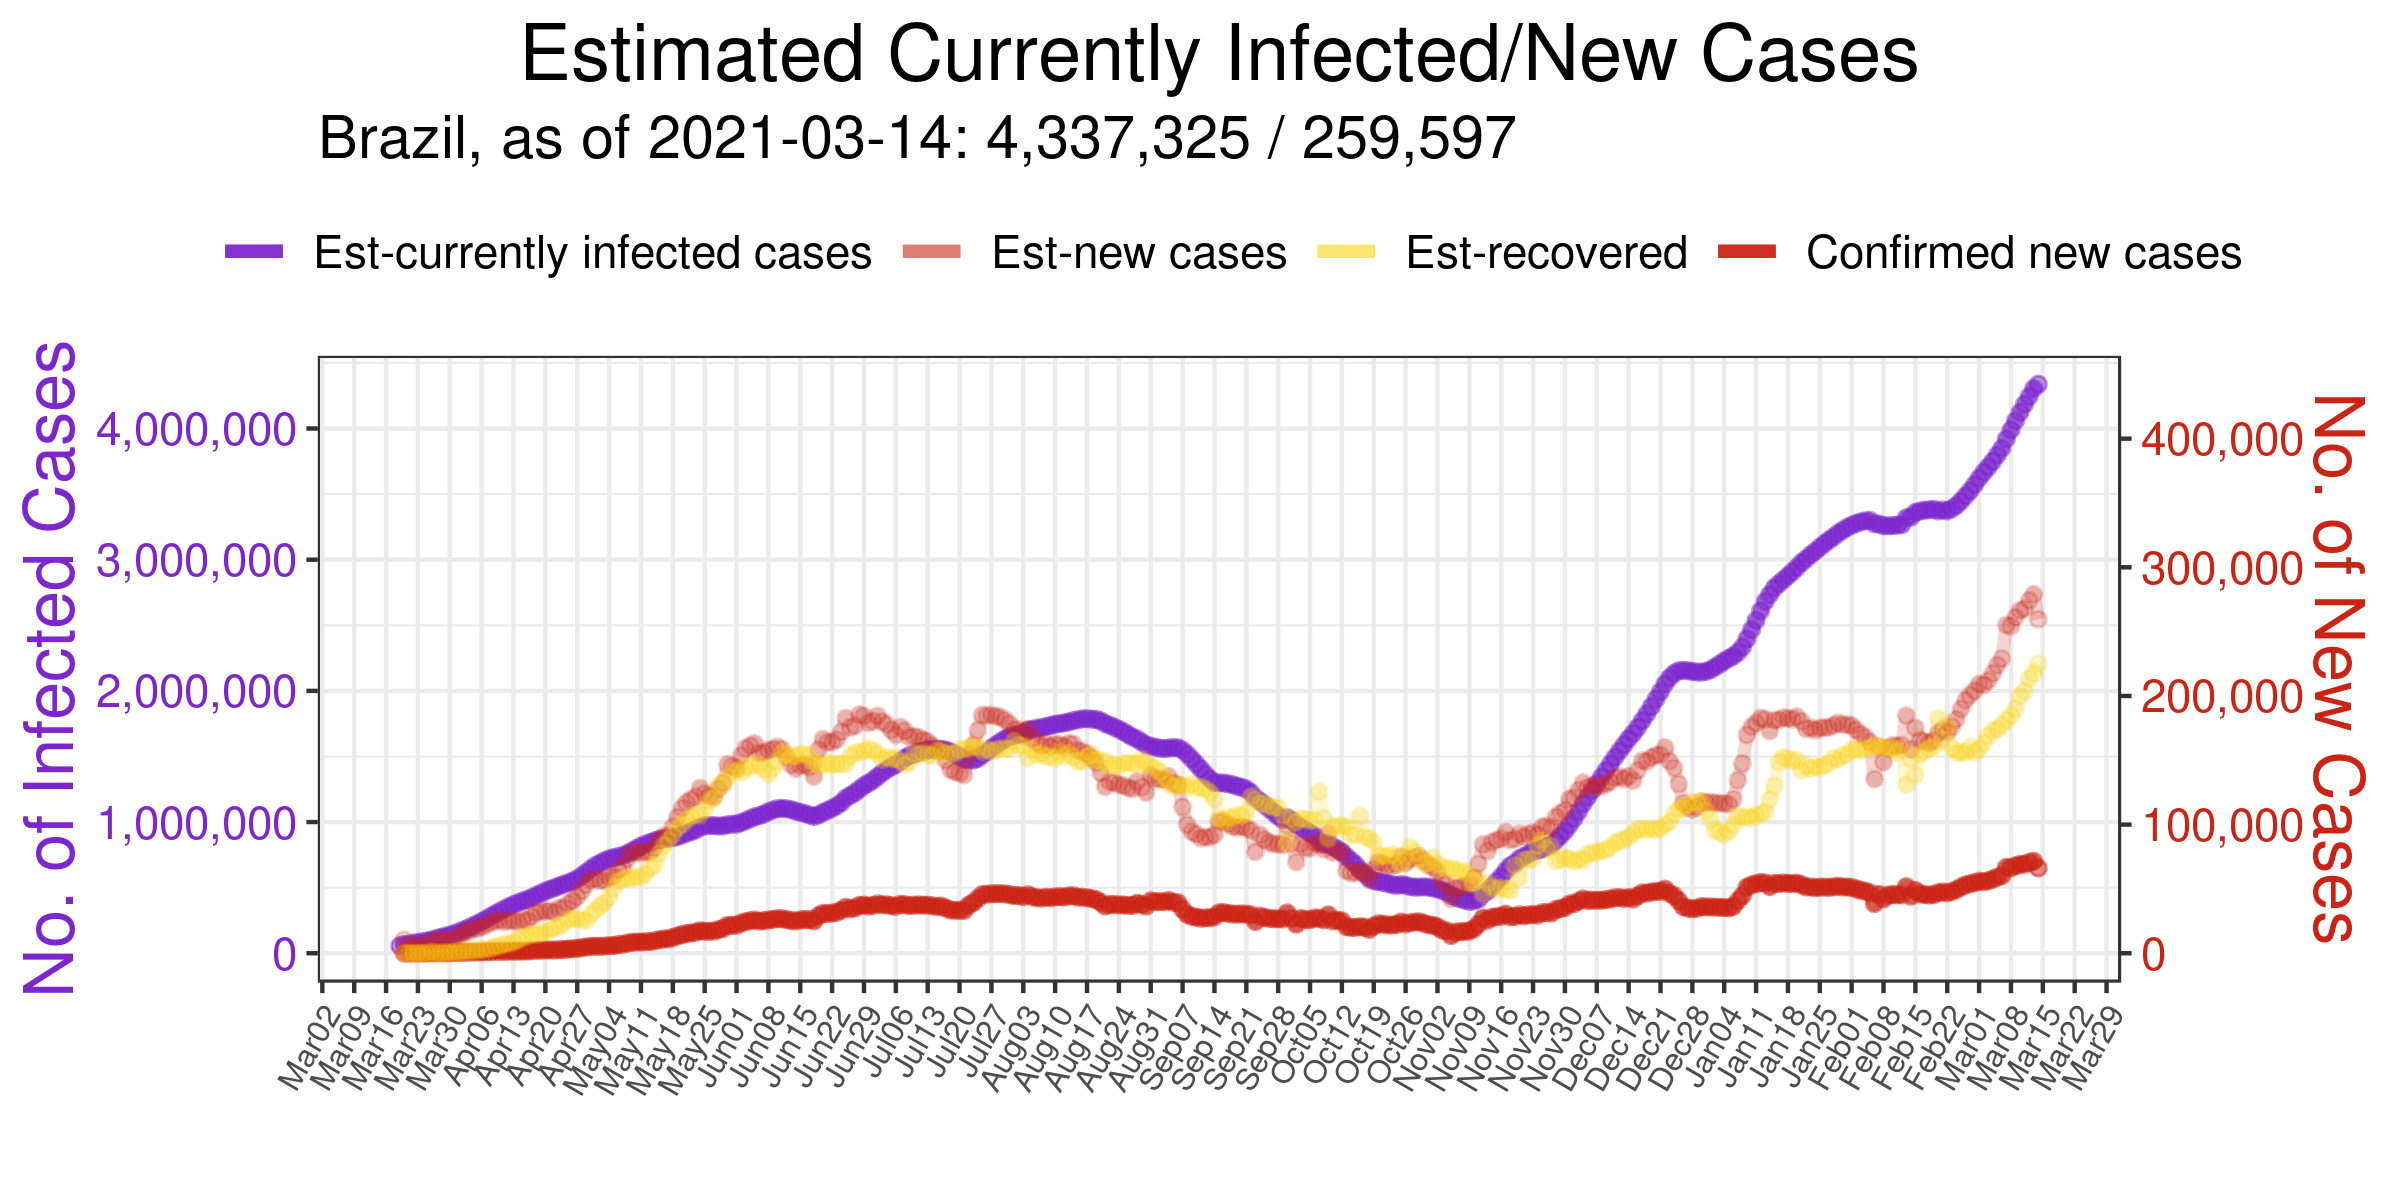 Estimated Currently Infected/New Cases
Brazil, as of 2021-03-14: 4,337,325 / 259,597
Est-currently infected cases Est-new cases Est-recovered Confirmed new cases
No. of Infected Cases
4,000,000
3,000,000
2,000,000
1,000,000
0
400,000
300,000
200,000
100,000
0
No. of New Cases
Mar02
Mar09
Mar16
Mar23
Mar30
Apr06
Apr13
Apr20
Apr27
May04
May11
May18
May25
Jun01
Jun08
Jun15
Jun22
Jun29
Jul06
Jul13
Jul20
Jul27
Aug03
Aug10
Aug17
Aug24
Aug31
Sep07
Sep14
Sep21
Sep28
Oct05
Oct12
Oct19
Oct26
Nov02
Nov09
Nov16
Nov23
Nov30
Dec07
Dec14
Dec21
Dec28
Jan04
Jan11
Jan18
Jan25
Feb01
Feb08
Feb15
Feb22
Mar01
Mar08
Mar15
Mar22
Mar29